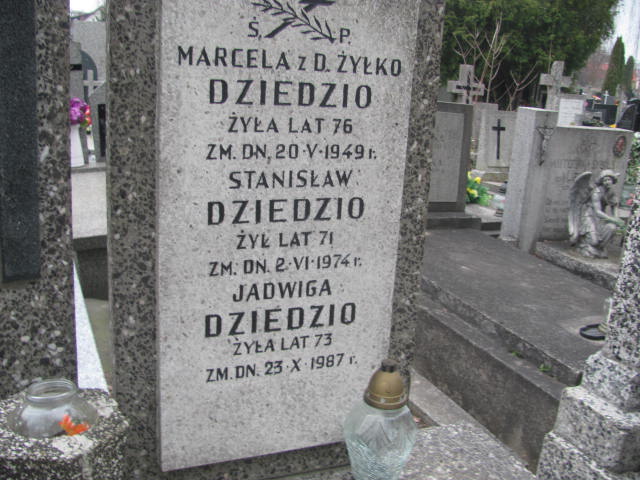 Ś. P.
MARCELA z D. ŻYŁKO
DZIEDZIO
ŻYŁA LAT 76
ZM. DN, 20·V·1949 r.
STANISŁAW
DZIEDZIO
ŻYŁ LAT 71
ZM. DN. 2·VI·1974 r.
JADWIGA
DZIEDZIO
ŻYŁA LAT 73
ZM. DN. 23·X·1987 r.